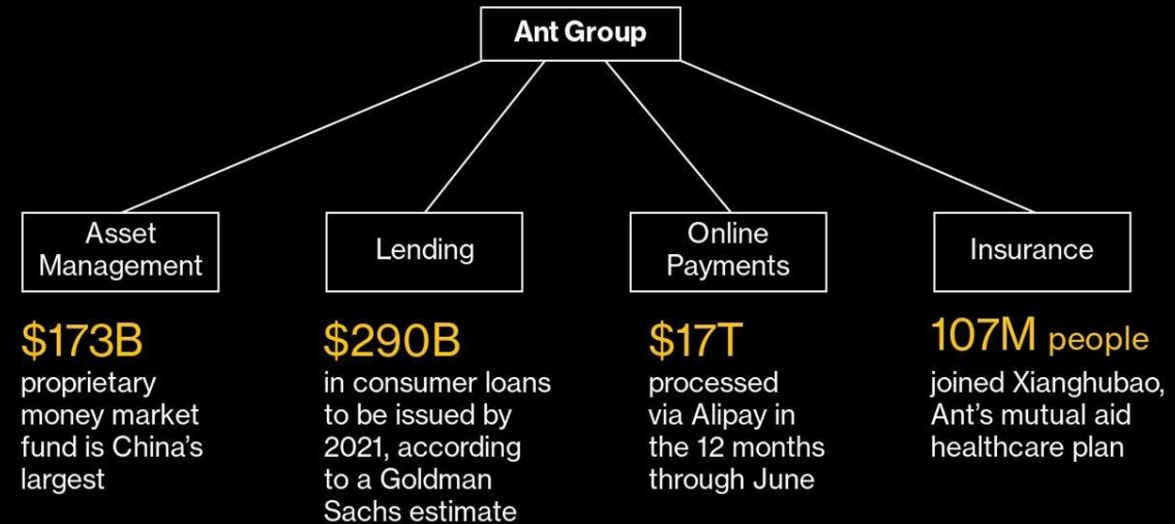 Ant Group
Asset
Management
$173B
proprietary
money market
fund is China's
largest
Lending
$290B
in consumer loans
to be issued by
2021, according
to a Goldman
Sachs estimate
Online
Payments
$17T
processed
via Alipay in
the 12 months
through June
Insurance
107M people
joined Xianghubao,
Ant's mutual aid
healthcare plan